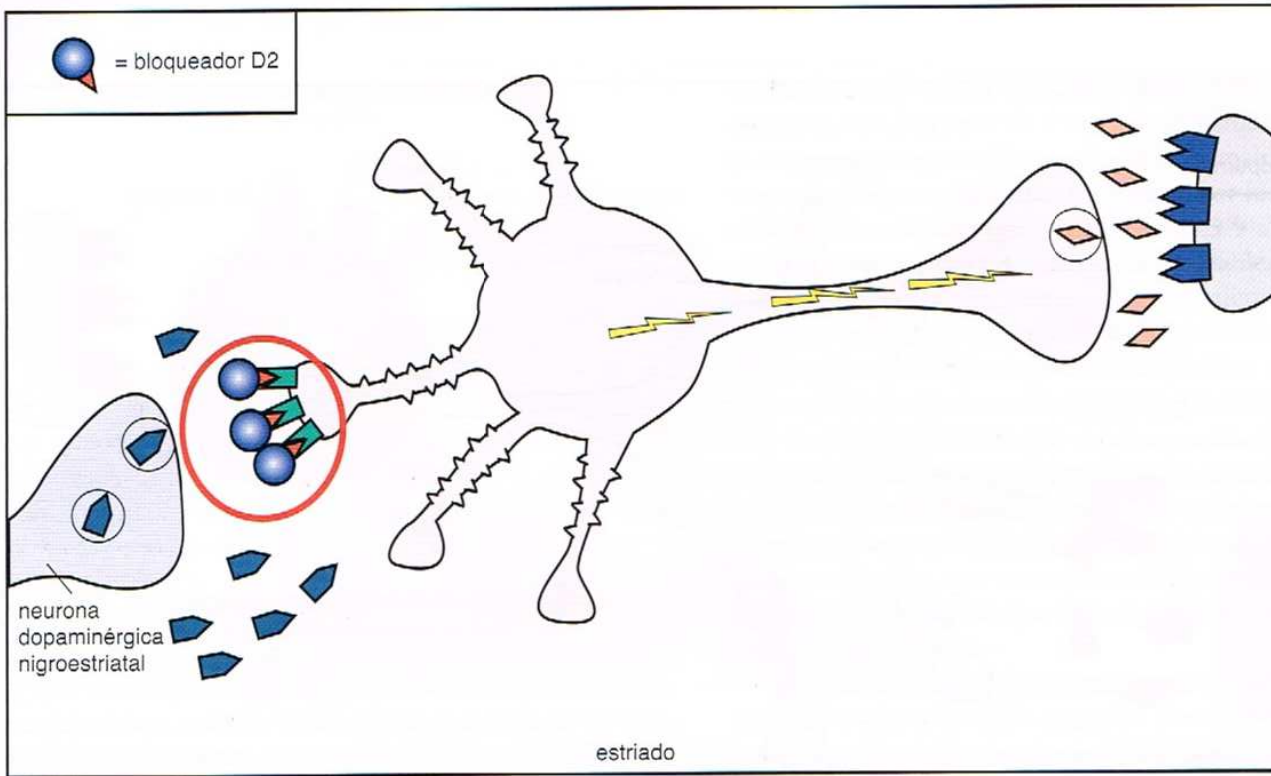 = bloqueador D2
neurona
dopaminérgica
nigroestriatal
estriado